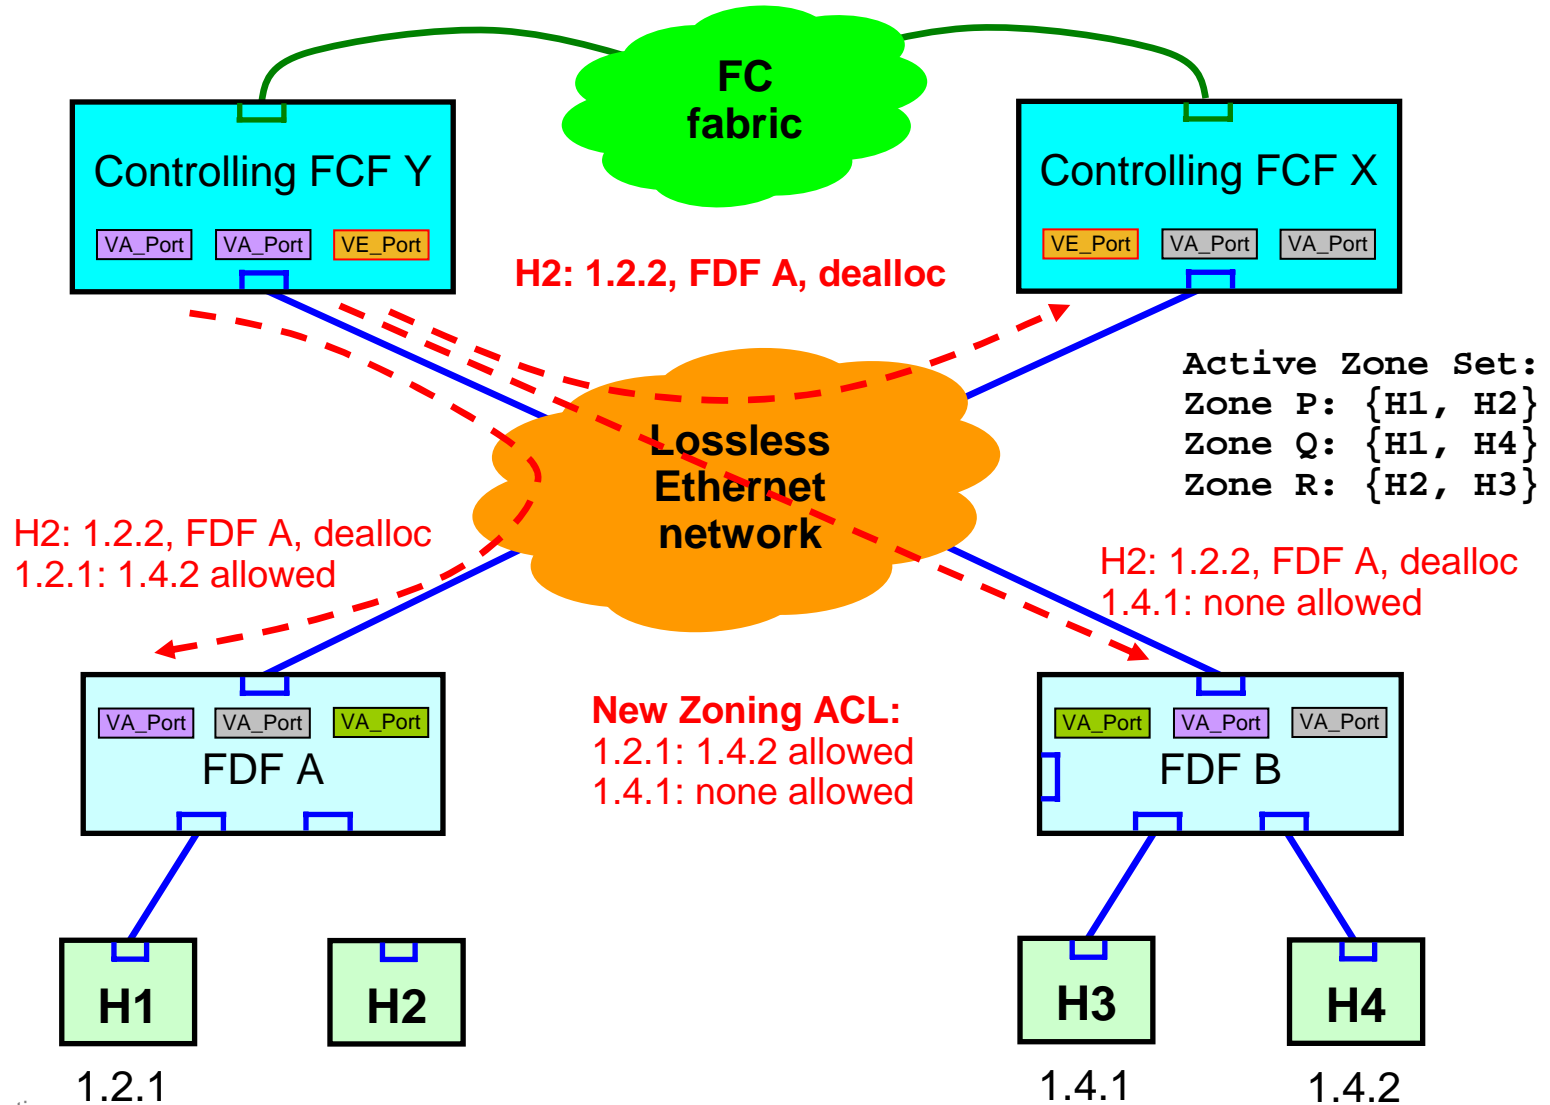 FC
fabric
Controlling FCF Y
Controlling FCF X
VA_Port
VA_Port
VE_Port
VE_Port
VA_Port
VA_Port
H2: 1.2.2, FDF A, dealloc
Active Zone Set:
Zone P: {H1, H2}
Zone Q: {H1, H4}
Zone R: {H2, H3}
Lossless
Ethernet
network
H2: 1.2.2, FDF A, dealloc
1.2.1: 1.4.2 allowed
H2: 1.2.2, FDF A, dealloc
1.4.1: none allowed
VA_Port
VA_Port
VA_Port
FDF A
New Zoning ACL:
1.2.1: 1.4.2 allowed
1.4.1: none allowed
VA_Port
VA_Port
VA_Port
FDF B
H1
H2
H3
H4
1.2.1
1.4.1
1.4.2